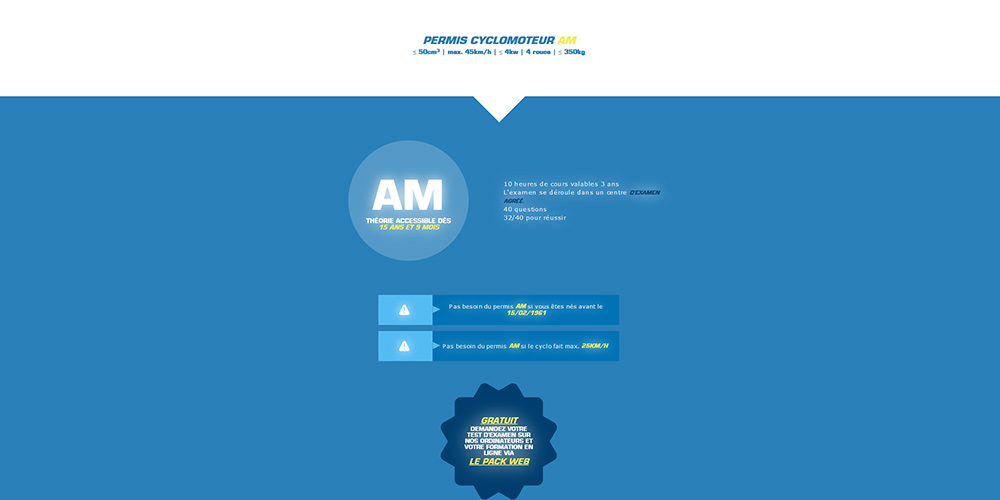 PERMIS CYCLOMOTEUR AM
≤ 50cm³ | max. 45km/h | ≤ 4kw | 4 roues | ≤ 350kg
AM
THÉORIE ACCESSIBLE DÈS
15 ANS ET 9 MOIS
10 heures de cours valables 3 ans
L'examen se déroule dans un centre D'EXAMEN
AGRÉÉ
40 questions
32/40 pour réussir
Pas besoin du permis AM si vous êtes nés avant le
15/02/1961
Pas besoin du permis AM si le cyclo fait max. 25KM/H
GRATUIT
DEMANDEZ VOTRE
TEST D'EXAMEN SUR
NOS ORDINATEURS ET
VOTRE FORMATION EN
LIGNE VIA
LE PACK WEB